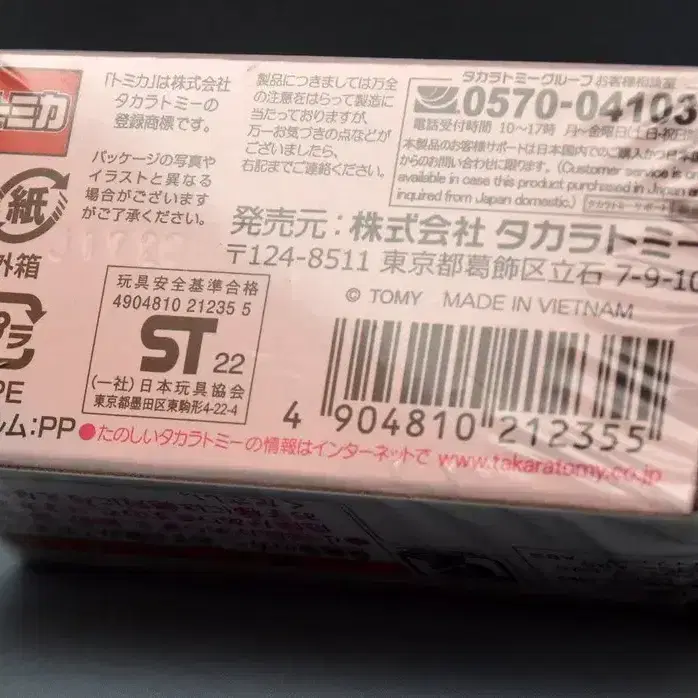 トミカ
「トミカ」は株式会社
タカラトミーの
登録商標です。
パッケージの写真や
イラストと異なる
場合がございます
がご了承ください。
製品につきましては万全
の注意をはらって製造に
当たっておりますが、
万一お気づきの点などが
ございましたら、
右記までご連絡ください。
タカラトミーグループ お客様相談室
0570-04103
電話受付時間 10〜17時 月〜金曜日(土・日・祝日
本製品のお客様サポートは日本国内でのご購入かつ日本
からのお問い合わせに限ります。(Customer service is only
available in case this product purchased in Japan
inquired from Japan domestic.)
紙
外箱
プラ
PE
ルム:PP
発売元:株式会社 タカラトミー
〒124-8511 東京都葛飾区立石 7-9-10
© TOMY MADE IN VIETNAM
玩具安全基準合格
4904810 21235 5
ST 22
(一社)日本玩具協会
東京都墨田区東駒形4-22-4
4 904810 212355
●たのしいタカラトミーの情報はインターネットで www.takaratomy.co.jp